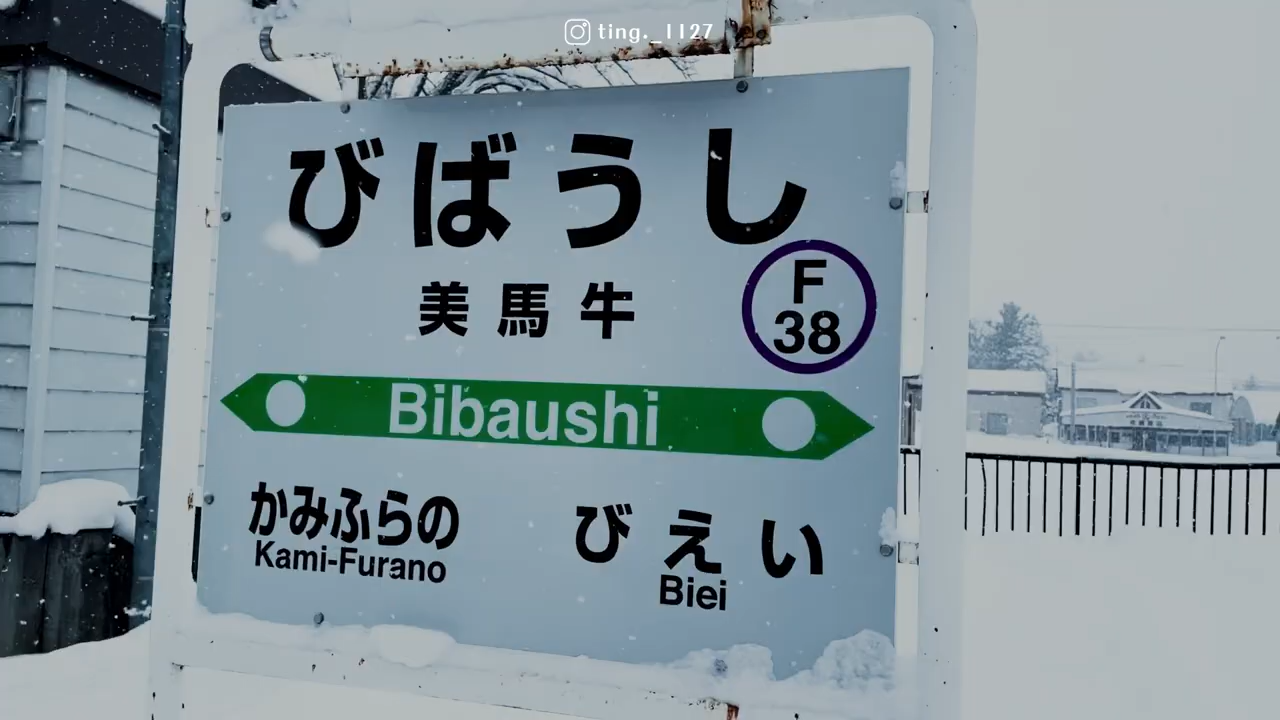 ting._1127
びばうし
美馬牛
F
38
Bibaushi
かみふらの
Kami-Furano
びえい
Biei